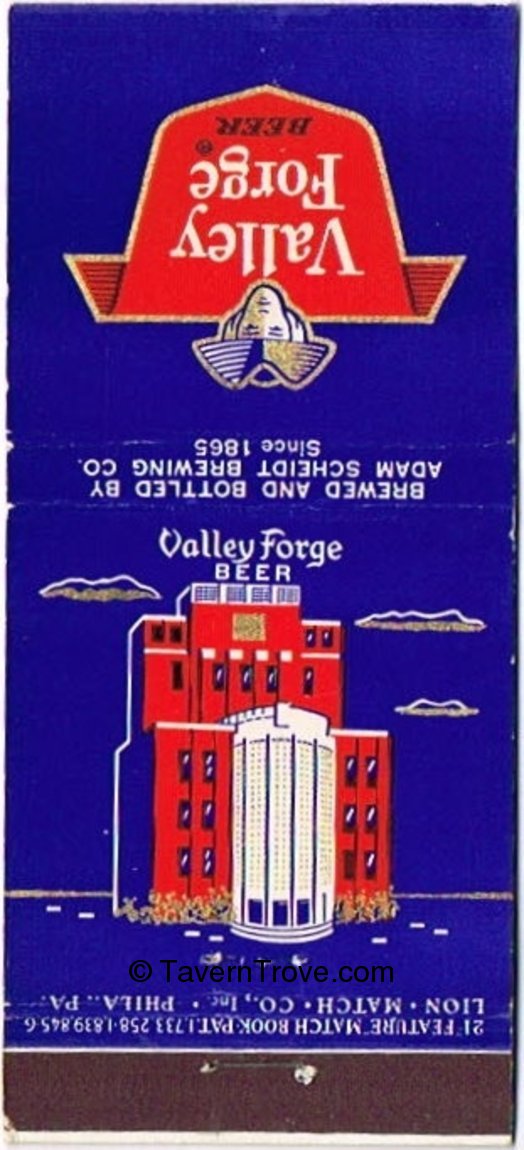 Valley
Forge®
BEER
BREWED AND BOTTLED BY
ADAM SCHEIDT BREWING CO.
Since 1865
Valley Forge
BEER
© TavernTrove.com
21 "FEATURE" MATCH BOOK·PAT.1,733,258·1,839,845-6
LION · MATCH · CO., Inc. · PHILA., PA.